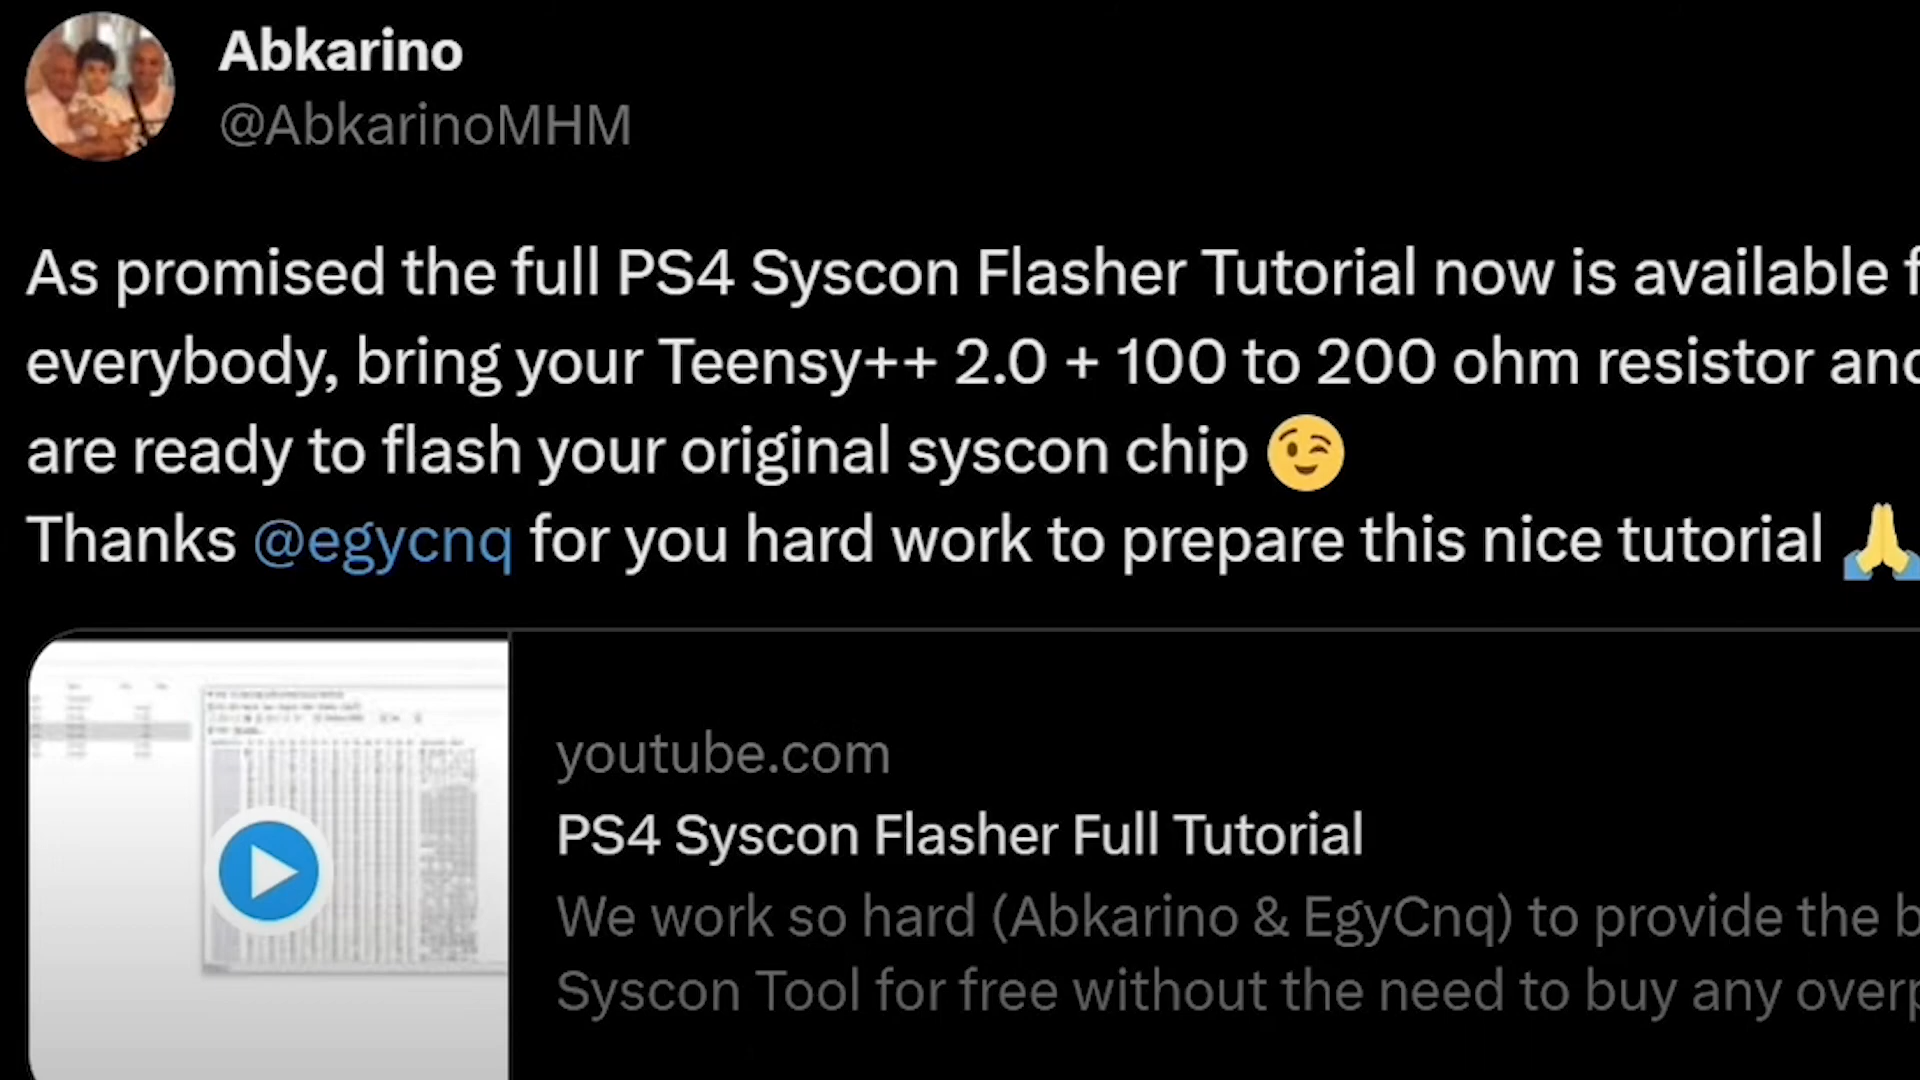 Abkarino
@AbkarinoMHM
As promised the full PS4 Syscon Flasher Tutorial now is available
everybody, bring your Teensy++ 2.0 + 100 to 200 ohm resistor
are ready to flash your original syscon chip 😉
Thanks @egycnq for you hard work to prepare this nice tutorial 🙏
youtube.com
PS4 Syscon Flasher Full Tutorial
We work so hard (Abkarino & EgyCnq) to provide the
Syscon Tool for free without the need to buy any